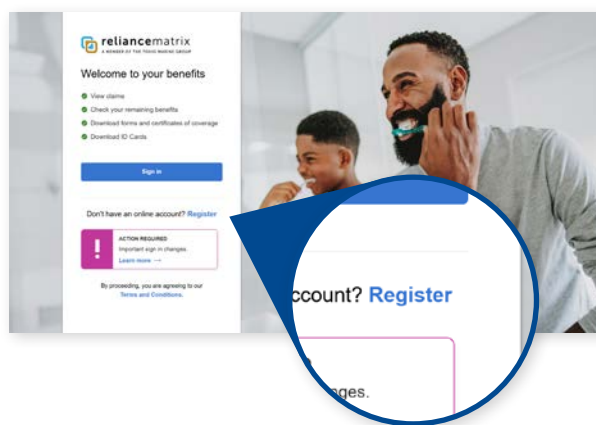 reliancematrix
A MEMBER OF THE TOKIO MARINE GROUP
Welcome to your benefits
View claims
Check your remaining benefits
Download forms and certificates of coverage
Download ID Cards
Sign in
Don't have an online account? Register
ACTION REQUIRED
Important sign in changes.
Learn more →
By proceeding, you are agreeing to our
Terms and Conditions.
ccount? Register
nges.